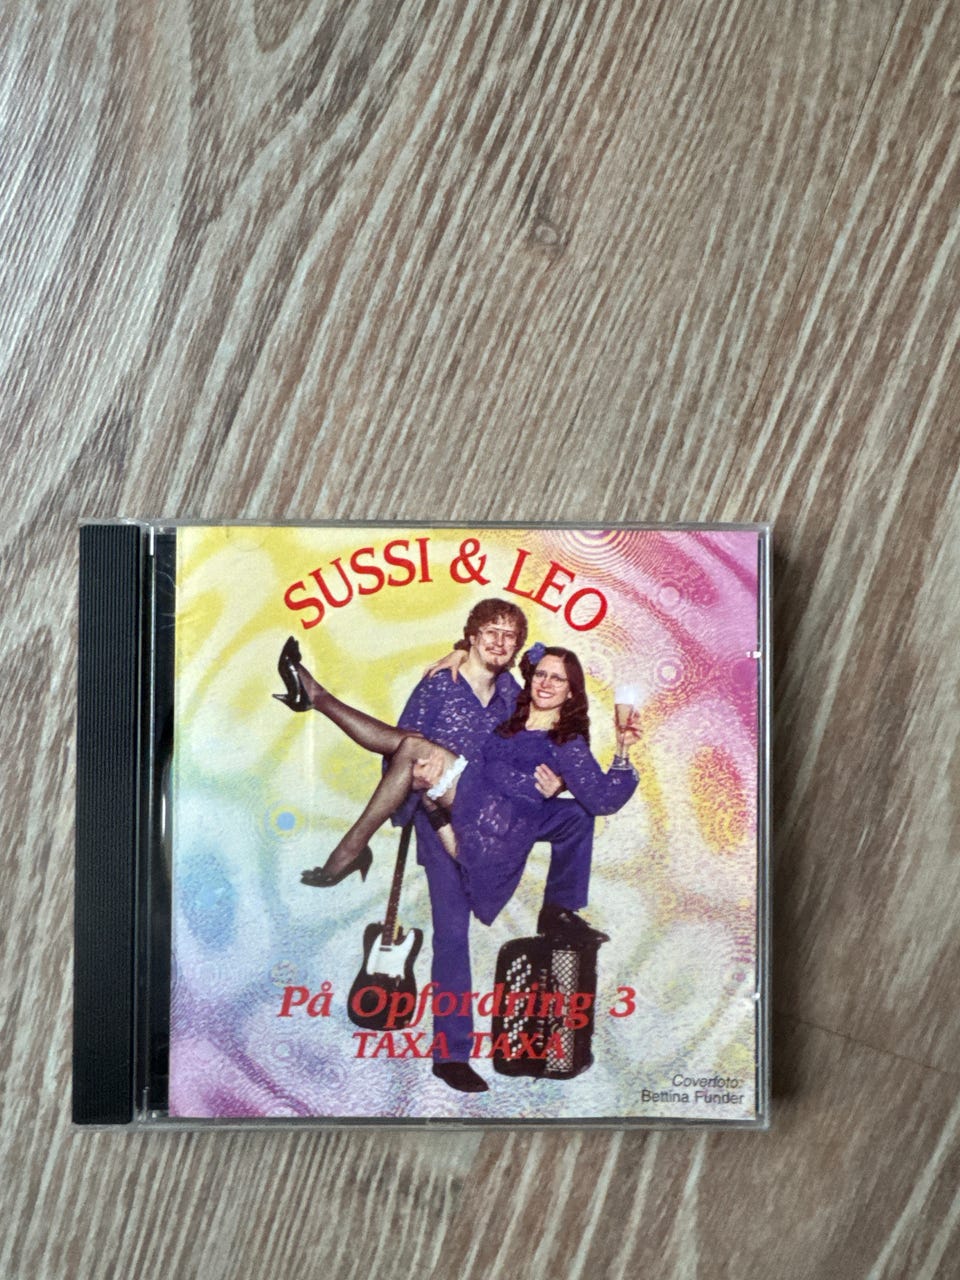 SUSSI & LEO
På Opfordring 3
TAXA TAXA
Coverfoto:
Bettina Funder